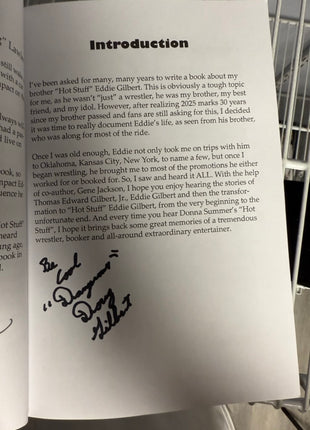 Introduction
I've been asked for many, many years to write a book about my
brother "Hot Stuff" Eddie Gilbert. This is obviously a tough topic
for me, as he wasn't "just" a wrestler, he was my brother, my best
friend, and my idol. However, after realizing 2025 marks 30 years
since my brother passed and fans are still asking for this, I decided
it was time to really document Eddie's life, as seen from his brother,
who was along for most of the ride.
Once I was old enough, Eddie not only took me on trips with him
to Oklahoma, Kansas City, New York, to name a few, but once I
began wrestling, he brought me to most of the promotions he either
worked for or booked for. So, I saw and heard it ALL. With the help
of co-author, Gene Jackson, I hope you enjoy hearing the stories of
Thomas Edward Gilbert, Jr., Eddie Gilbert and then the transfor-
mation to "Hot Stuff" Eddie Gilbert, from the very beginning to the
unfortunate end. And every time you hear Donna Summer's "Hot
Stuff", I hope it brings back some great memories of a tremendous
wrestler, booker and all-around extraordinary entertainer.
Be
Cool
"Dangerous"
Doug
Gilbert